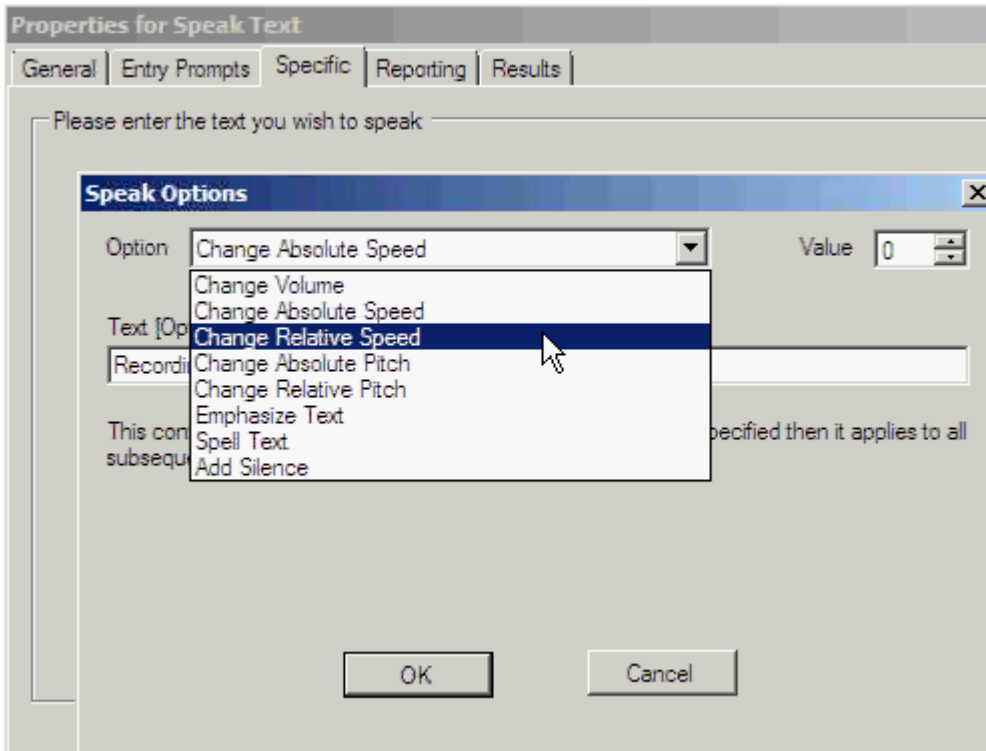 Properties for Speak Text
General Entry Prompts Specific Reporting Results
Please enter the text you wish to speak
Speak Options
Option Change Absolute Speed Value 0
Change Volume
Change Absolute Speed
Text [Op
Change Relative Speed
Recordi
Change Absolute Pitch
Change Relative Pitch
Emphasize Text
This con
Spell Text
pecified then it applies to all
subsequ
Add Silence
OK Cancel